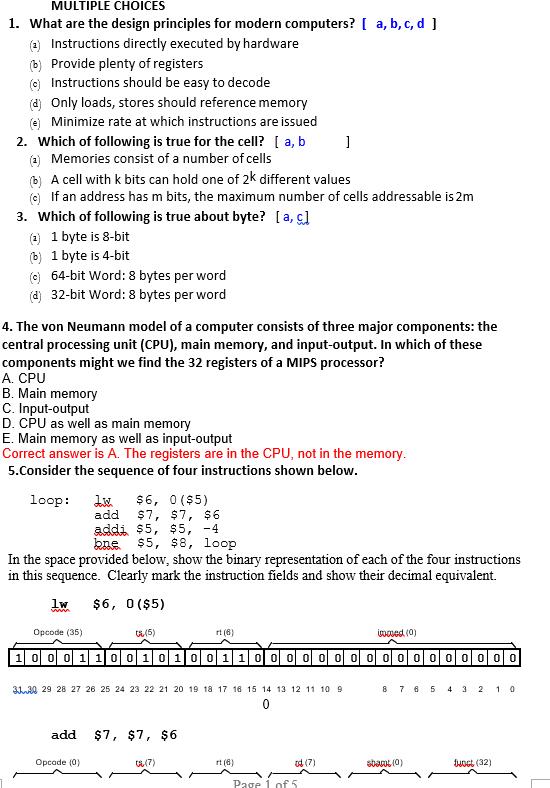 MULTIPLE CHOICES
1. What are the design principles for modern computers? [ a, b, c, d ]
(a) Instructions directly executed by hardware
(b) Provide plenty of registers
(c) Instructions should be easy to decode
(d) Only loads, stores should reference memory
(e) Minimize rate at which instructions are issued
2. Which of following is true for the cell? [ a, b ]
(a) Memories consist of a number of cells
(b) A cell with k bits can hold one of 2k different values
(c) If an address has m bits, the maximum number of cells addressable is 2m
3. Which of following is true about byte? [ a, c]
(a) 1 byte is 8-bit
(b) 1 byte is 4-bit
(c) 64-bit Word: 8 bytes per word
(d) 32-bit Word: 8 bytes per word
4. The von Neumann model of a computer consists of three major components: the
central processing unit (CPU), main memory, and input-output. In which of these
components might we find the 32 registers of a MIPS processor?
A. CPU
B. Main memory
C. Input-output
D. CPU as well as main memory
E. Main memory as well as input-output
Correct answer is A. The registers are in the CPU, not in the memory.
5.Consider the sequence of four instructions shown below.
loop: lw $6, 0($5)
add $7, $7, $6
addi $5, $5, -4
bne $5, $8, loop
In the space provided below, show the binary representation of each of the four instructions
in this sequence. Clearly mark the instruction fields and show their decimal equivalent.
lw $6, 0($5)
Opcode (35) rs (5) rt (6) immed (0)
1 0 0 0 1 1 0 0 1 0 1 0 0 1 1 0 0 0 0 0 0 0 0 0 0 0 0 0 0 0 0 0
31 30 29 28 27 26 25 24 23 22 21 20 19 18 17 16 15 14 13 12 11 10 9 8 7 6 5 4 3 2 1 0
0
add $7, $7, $6
Opcode (0) rs (7) rt (6) rd (7) shamt (0) funct (32)
Page 1 of 5